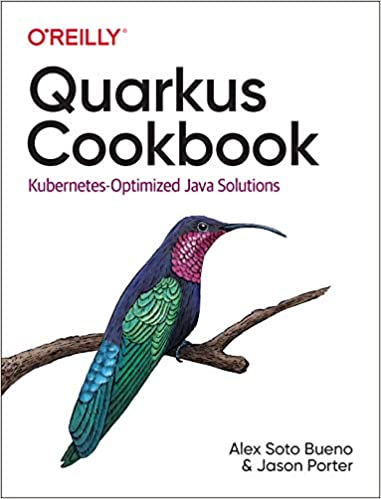 O'REILLY®
Quarkus
Cookbook
Kubernetes-Optimized Java Solutions
Alex Soto Bueno
& Jason Porter